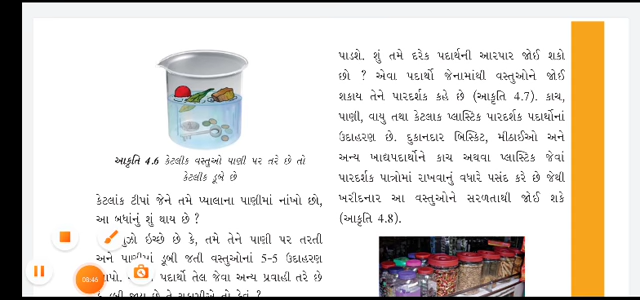 આકૃતિ 4.6 કેટલીક વસ્તુઓ પાણી પર તરે છે તો
કેટલીક ડૂબે છે
કેટલાંક ટીપાં જેને તમે પ્યાલાના પાણીમાં નાંખો છો,
આ બધાંનું શું થાય છે ?
ઇચ્છે છે કે, તમે તેને પાણી પર તરતી
અને પાણીમાં ડૂબી જતી વસ્તુઓનાં 5-5 ઉદાહરણ
પદાર્થો તેલ જેવા અન્ય પ્રવાહી તરે છે
પાડશે. શું તમે દરેક પદાર્થની આરપાર જોઈ શકો
છો ? એવા પદાર્થો જેનામાંથી વસ્તુઓને જોઈ
શકાય તેને પારદર્શક કહે છે (આકૃતિ 4.7). કાચ,
પાણી, વાયુ તથા કેટલાક પ્લાસ્ટિક પારદર્શક પદાર્થોનાં
ઉદાહરણ છે. દુકાનદાર બિસ્કિટ, મીઠાઈઓ અને
અન્ય ખાદ્યપદાર્થોને કાચ અથવા પ્લાસ્ટિક જેવાં
પારદર્શક પાત્રોમાં રાખવાનું વધારે પસંદ કરે છે જેથી
ખરીદનાર આ વસ્તુઓને સરળતાથી જોઈ શકે
(આકૃતિ 4.8).
08:46